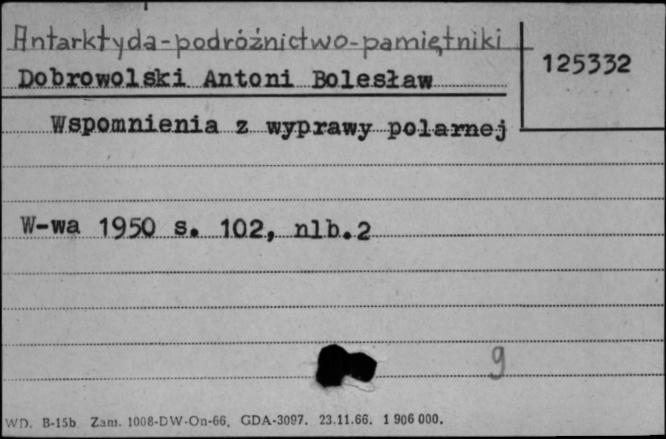 Antarktyda-podróżnictwo-pamiętniki
125332
Dobrowolski Antoni Bolesław
Wspomnienia z wyprawy polarnej
W-wa 1950 s. 102, nlb.2
9
WD. B-15b Zam. 1008-DW-On-66. GDA-3097. 23.11.66. 1 906 000.